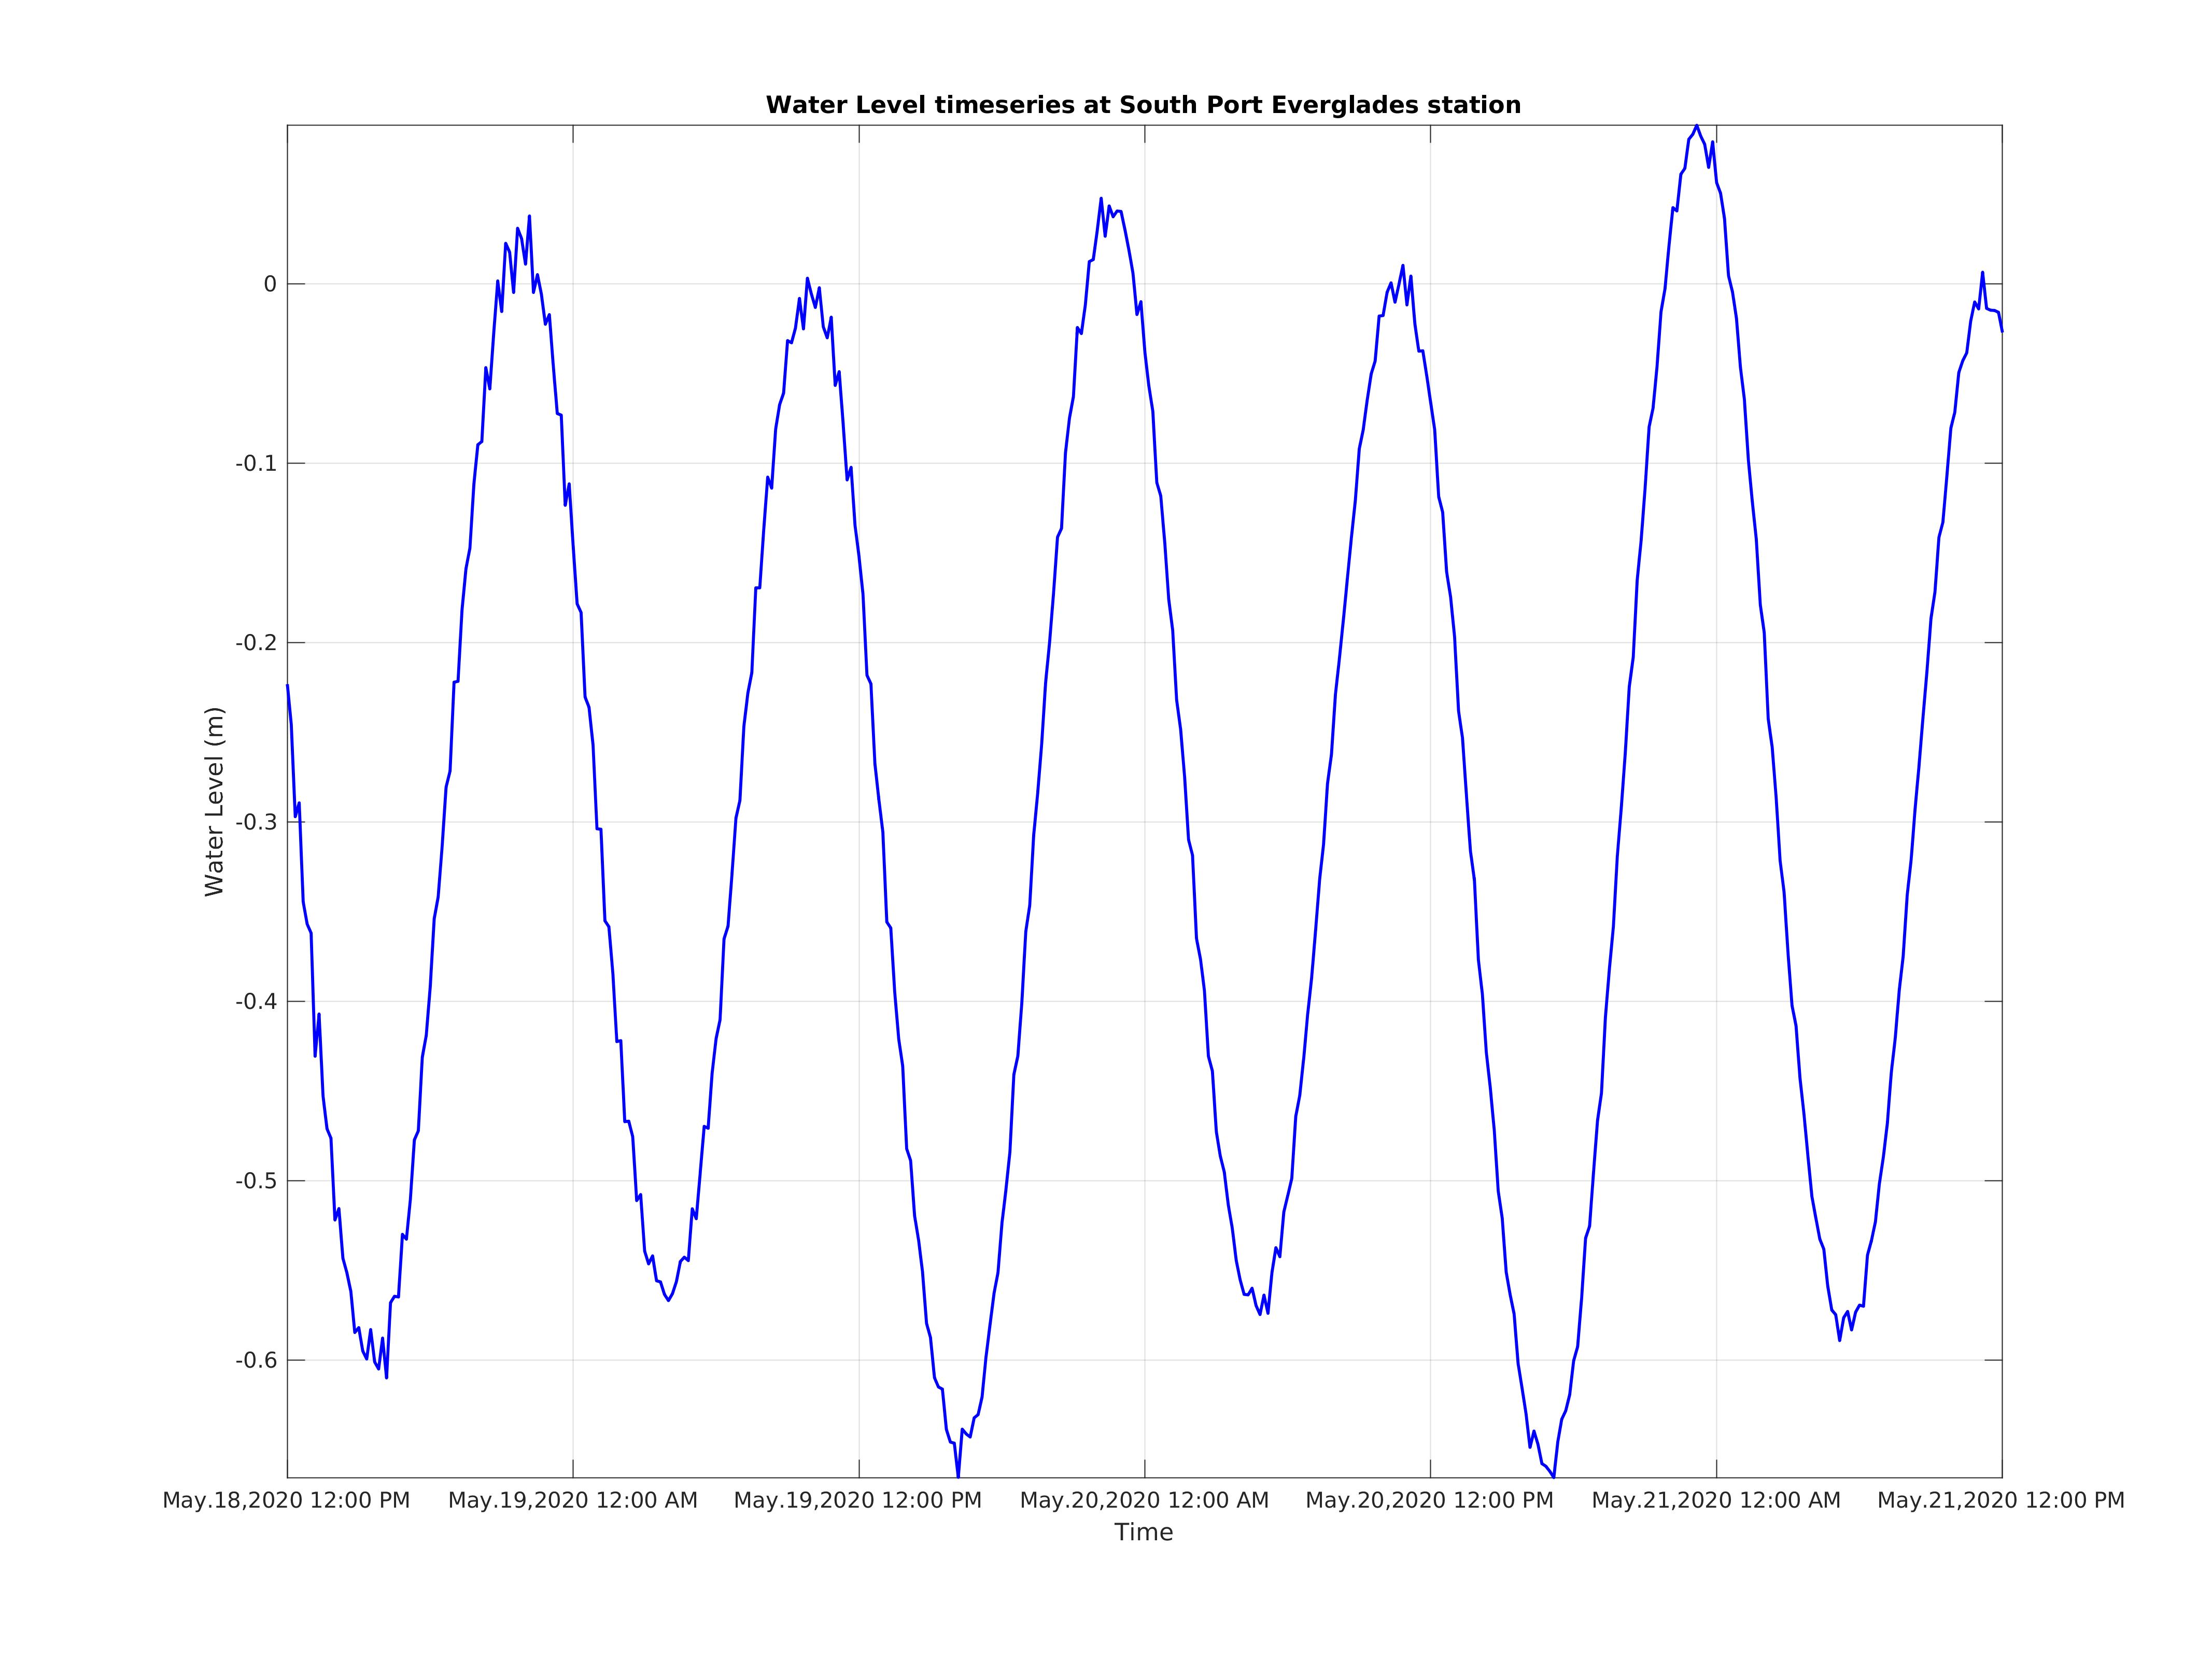 Water Level timeseries at South Port Everglades station
0
-0.1
-0.2
-0.3
-0.4
-0.5
-0.6
Water Level (m)
May.18,2020 12:00 PM May.19,2020 12:00 AM May.19,2020 12:00 PM May.20,2020 12:00 AM May.20,2020 12:00 PM May.21,2020 12:00 AM May.21,2020 12:00 PM
Time